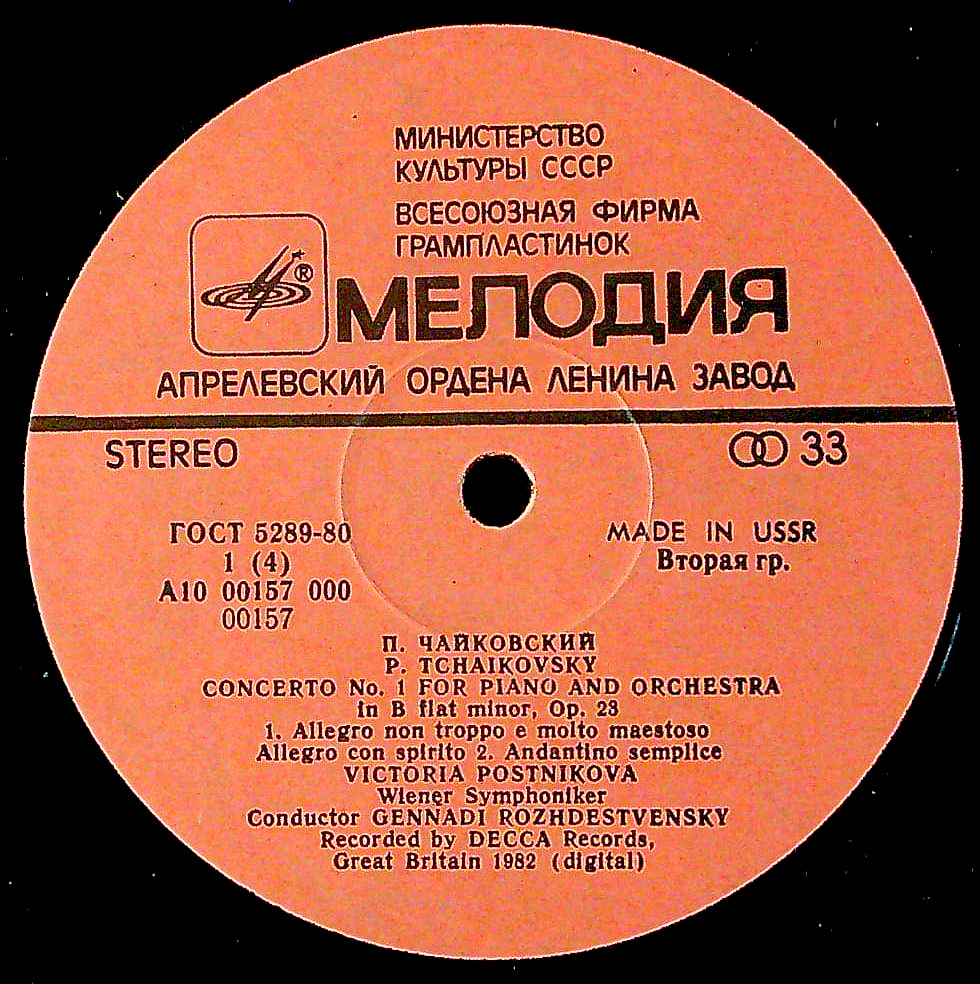 МИНИСТЕРСТВО
КУЛЬТУРЫ СССР
ВСЕСОЮЗНАЯ ФИРМА
ГРАМПЛАСТИНОК
®
МЕЛОДИЯ
АПРЕЛЕВСКИЙ ОРДЕНА ЛЕНИНА ЗАВОД
STEREO
33
ГОСТ 5289-80
1 (4)
А10 00157 000
00157
MADE IN USSR
Вторая гр.
П. ЧАЙКОВСКИЙ
P. TCHAIKOVSKY
CONCERTO No. 1 FOR PIANO AND ORCHESTRA
in B flat minor, Op. 23
1. Allegro non troppo e molto maestoso
Allegro con spirito 2. Andantino semplice
VICTORIA POSTNIKOVA
Wiener Symphoniker
Conductor GENNADI ROZHDESTVENSKY
Recorded by DECCA Records,
Great Britain 1982 (digital)